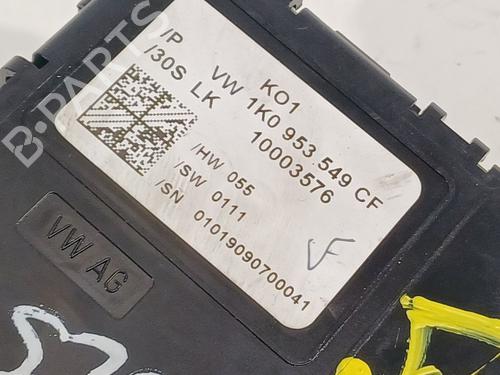 KO1
/P VW 1K0 953 549 CF
/30S LK 10003576
/HW 055
/SW 0111
/SN 01019090700041
VW AG
B-PARTS